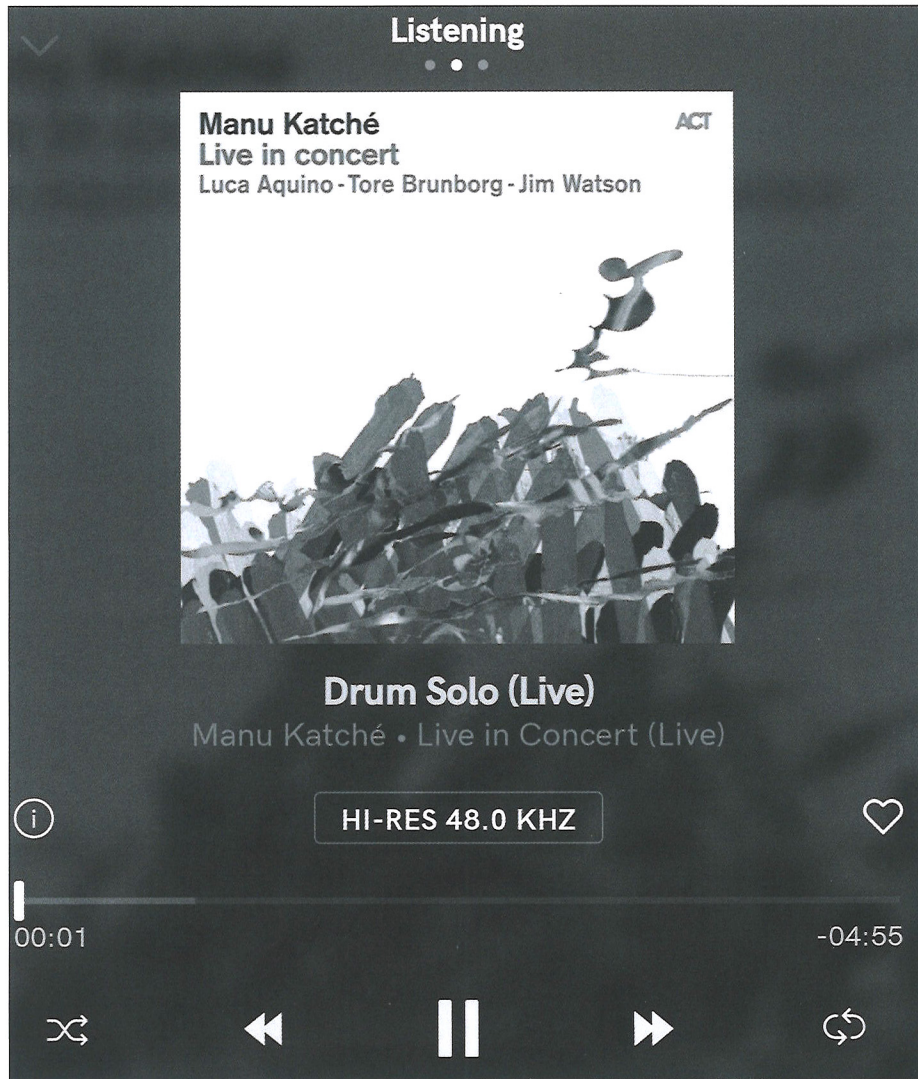 Listening
Manu Katché
ACT
Live in concert
Luca Aquino - Tore Brunborg - Jim Watson
Drum Solo (Live)
Manu Katché • Live in Concert (Live)
i
HI-RES 48.0 KHZ
00:01
-04:55